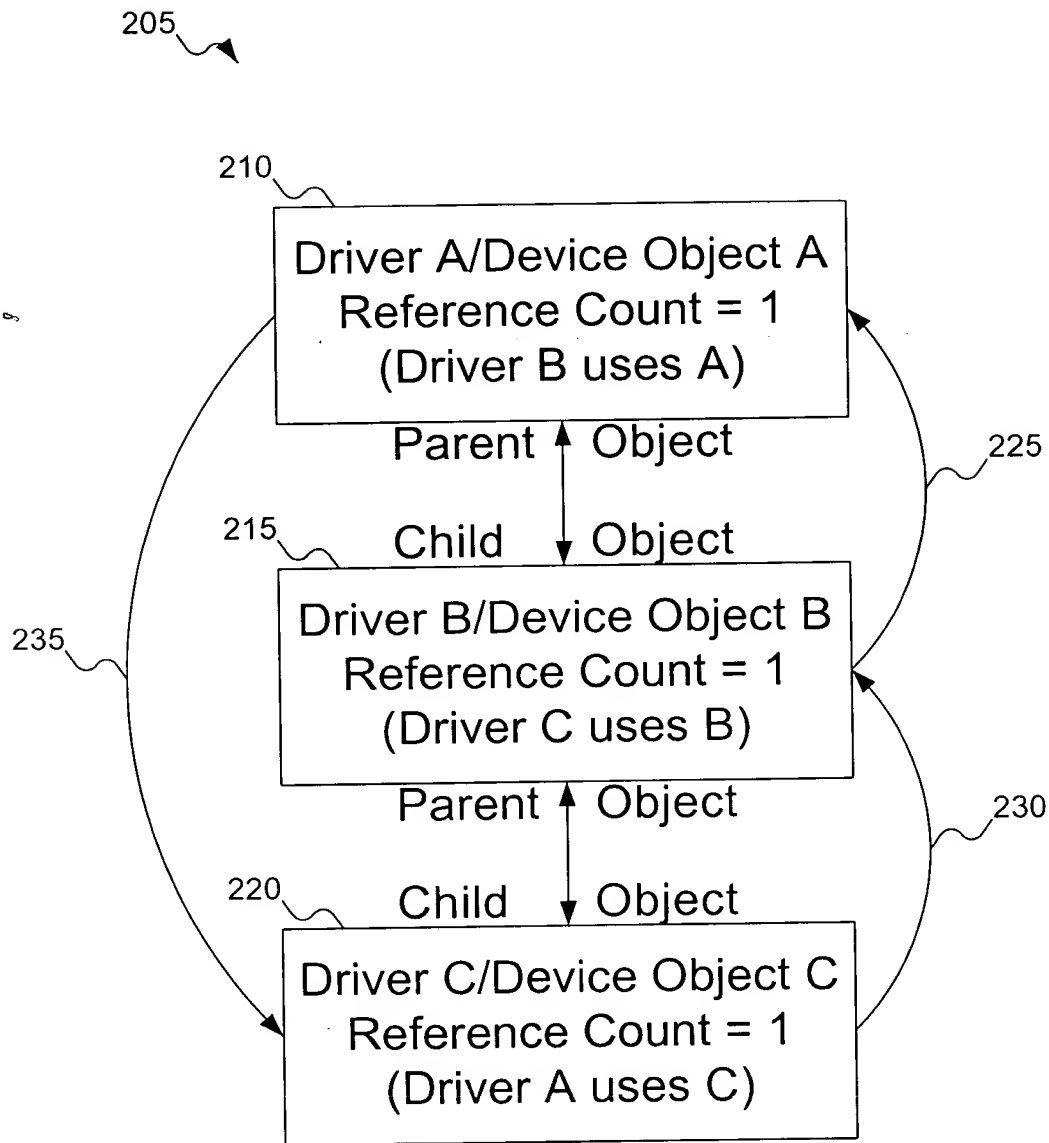 205
210
Driver A/Device Object A
Reference Count = 1
(Driver B uses A)
Parent Object
225
215
Child Object
Driver B/Device Object B
235
Reference Count = 1
(Driver C uses B)
Parent Object
230
220
Child Object
Driver C/Device Object C
Reference Count = 1
(Driver A uses C)